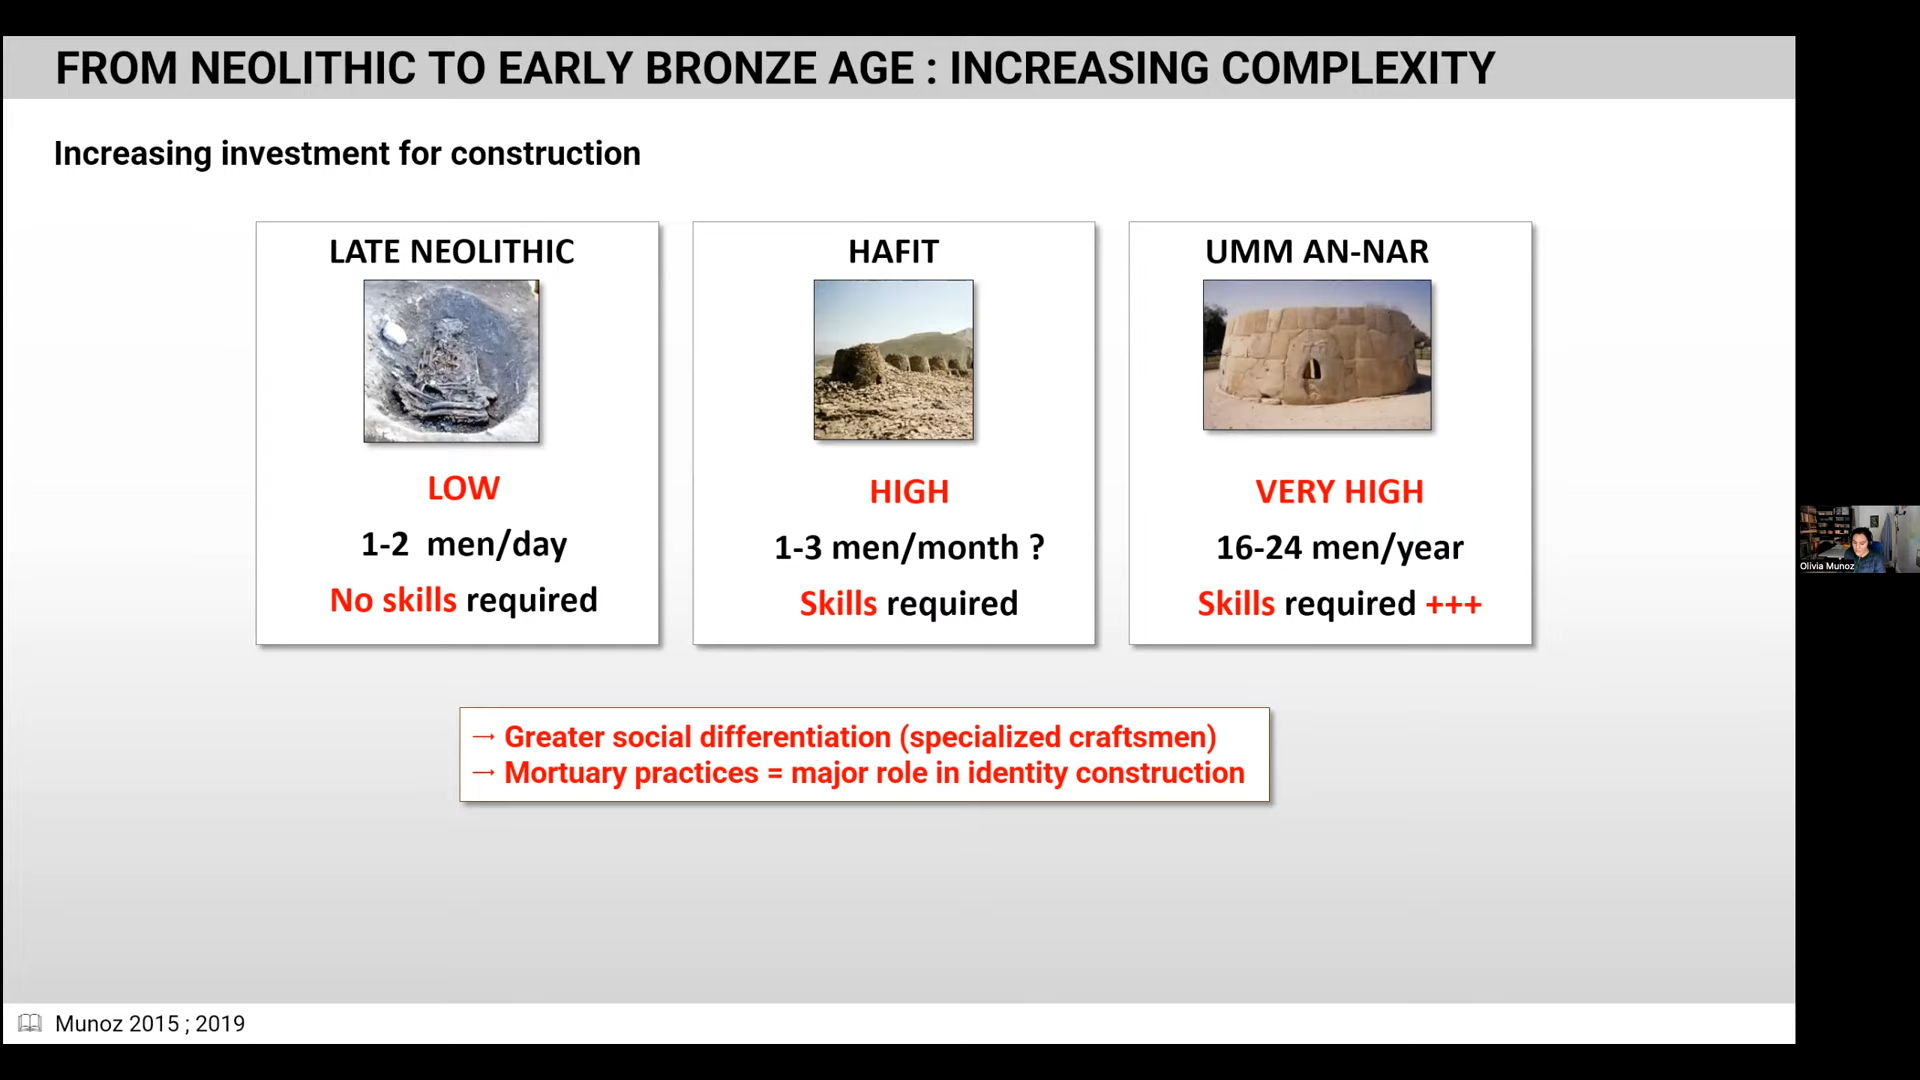 FROM NEOLITHIC TO EARLY BRONZE AGE : INCREASING COMPLEXITY
Increasing investment for construction
LATE NEOLITHIC
LOW
1-2 men/day
No skills required
HAFIT
HIGH
1-3 men/month ?
Skills required
UMM AN-NAR
VERY HIGH
16-24 men/year
Skills required +++
→ Greater social differentiation (specialized craftsmen)
→ Mortuary practices = major role in identity construction
Olivia Munoz
Munoz 2015 ; 2019